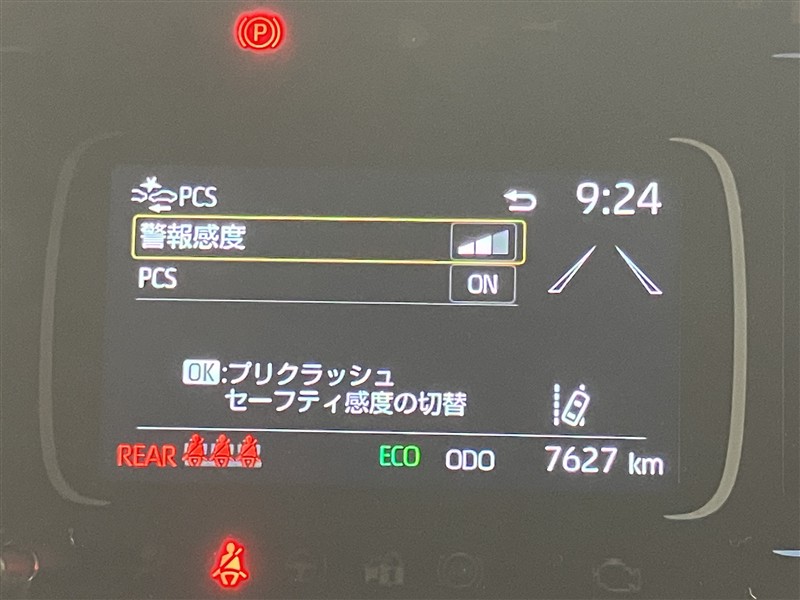 P
PCS
9:24
警報感度
PCS
ON
OK:プリクラッシュ
セーフティ感度の切替
REAR
ECO
ODO
7627 km